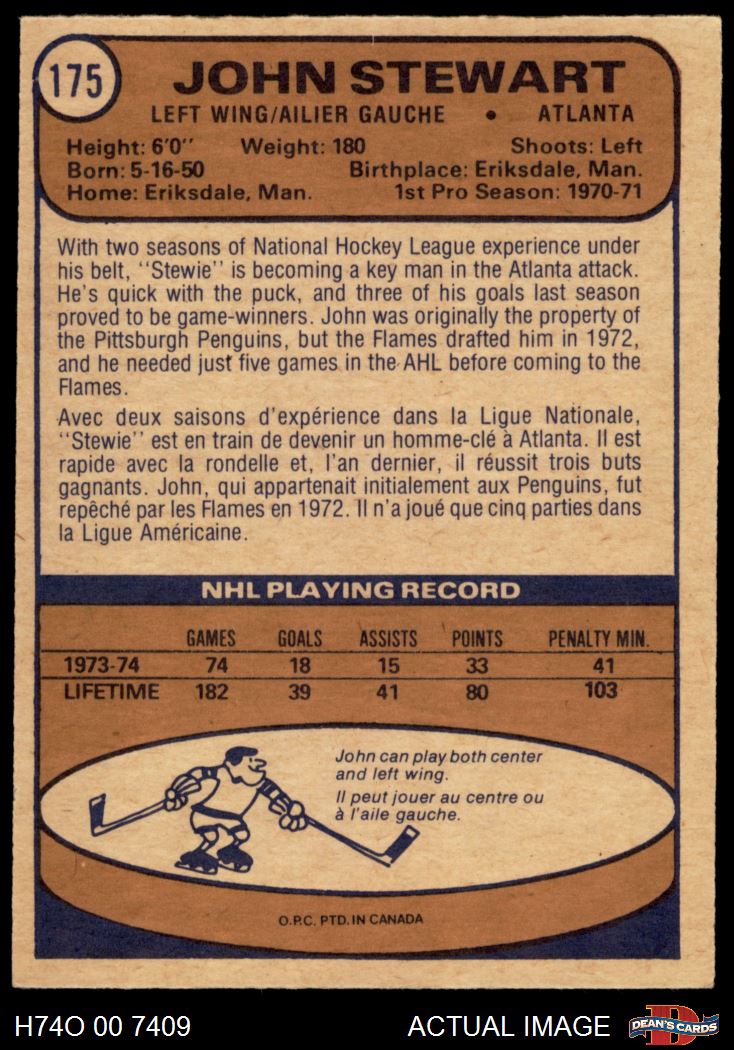 175
JOHN STEWART
LEFT WING/AILIER GAUCHE • ATLANTA
Height: 6'0'' Weight: 180 Shoots: Left
Born: 5-16-50 Birthplace: Eriksdale, Man.
Home: Eriksdale, Man. 1st Pro Season: 1970-71
With two seasons of National Hockey League experience under
his belt, ''Stewie'' is becoming a key man in the Atlanta attack.
He's quick with the puck, and three of his goals last season
proved to be game-winners. John was originally the property of
the Pittsburgh Penguins, but the Flames drafted him in 1972,
and he needed just five games in the AHL before coming to the
Flames.
Avec deux saisons d'expérience dans la Ligue Nationale,
''Stewie'' est en train de devenir un homme-clé à Atlanta. Il est
rapide avec la rondelle et, l'an dernier, il réussit trois buts
gagnants. John, qui appartenait initialement aux Penguins, fut
repêché par les Flames en 1972. Il n'a joué que cinq parties dans
la Ligue Américaine.
NHL PLAYING RECORD
GAMES GOALS ASSISTS POINTS PENALTY MIN.
1973-74 74 18 15 33 41
LIFETIME 182 39 41 80 103
John can play both center
and left wing.
Il peut jouer au centre ou
à l'aile gauche.
O.P.C. PTD. IN CANADA
H74O 00 7409 ACTUAL IMAGE DEAN'S CARDS